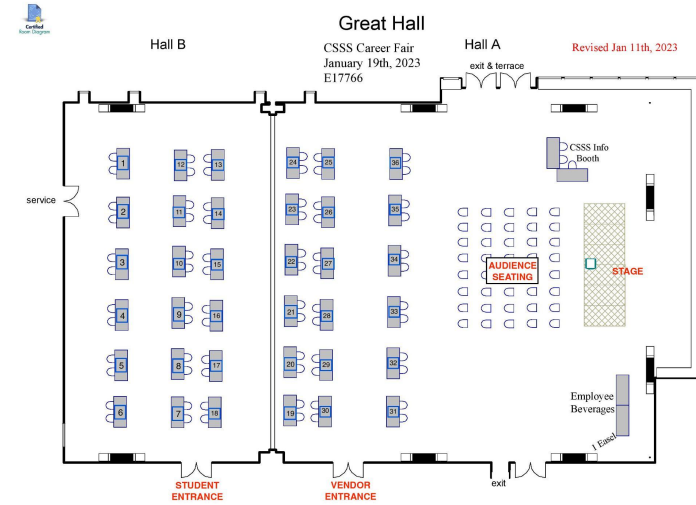 Certified
Room Diagram
Great Hall
Hall B
CSSS Career Fair
January 19th, 2023
E17766
Hall A
Revised Jan 11th, 2023
exit & terrace
CSSS Info
Booth
service
1 12 13 24 25 36
2 11 14 23 26 35
3 10 15 22 27 34
4 9 16 21 28 33
5 8 17 20 29 32
6 7 18 19 30 31
AUDIENCE
SEATING
STAGE
Employee
Beverages
1 Easel
exit
STUDENT
ENTRANCE
VENDOR
ENTRANCE